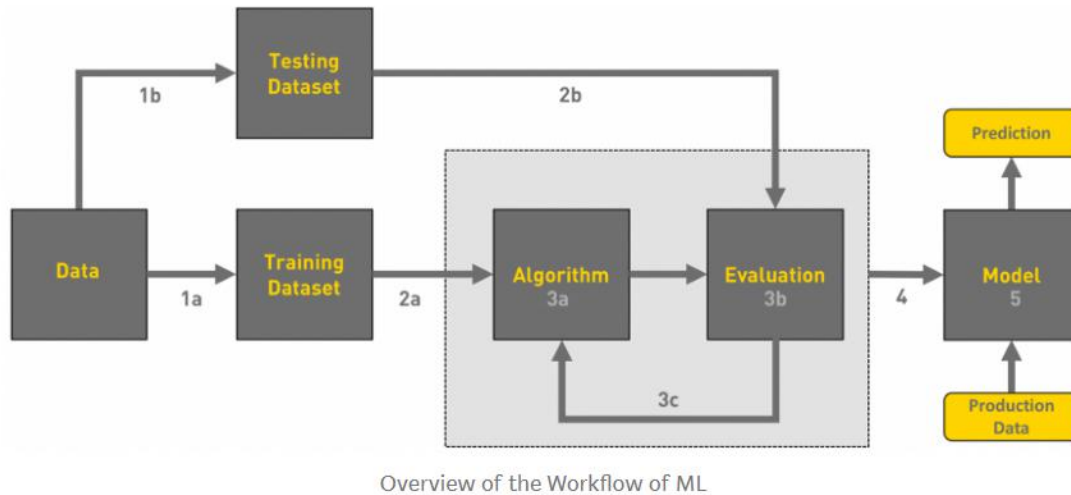 Testing
Dataset
1b
2b
Prediction
Data
1a
Training
Dataset
2a
Algorithm
3a
Evaluation
3b
4
Model
5
3c
Production
Data
Overview of the Workflow of ML